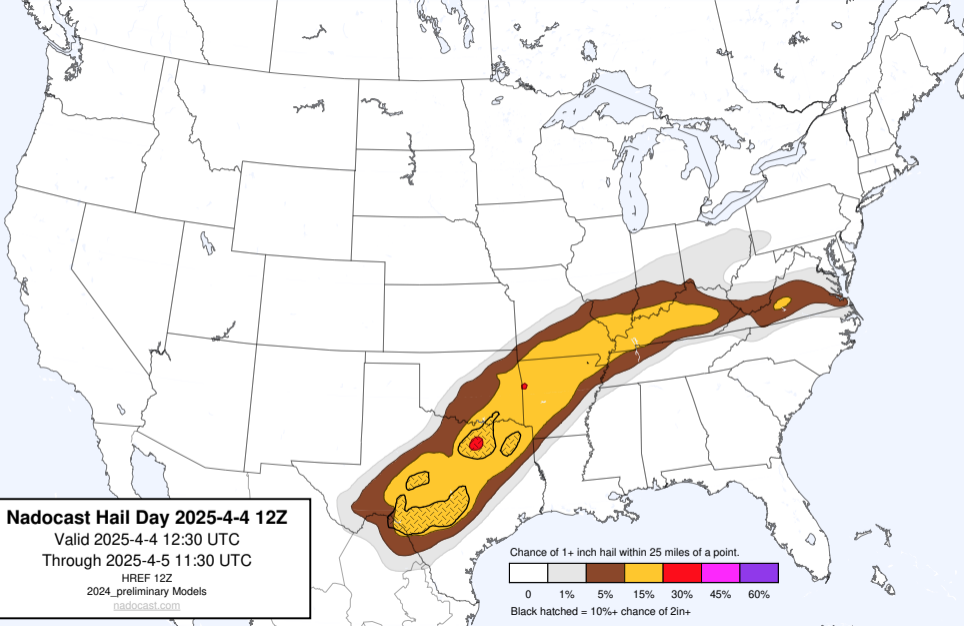 Nadocast Hail Day 2025-4-4 12Z
Valid 2025-4-4 12:30 UTC
Through 2025-4-5 11:30 UTC
HREF 12Z
2024_preliminary Models
nadocast.com
Chance of 1+ inch hail within 25 miles of a point.
0 1% 5% 15% 30% 45% 60%
Black hatched = 10%+ chance of 2in+